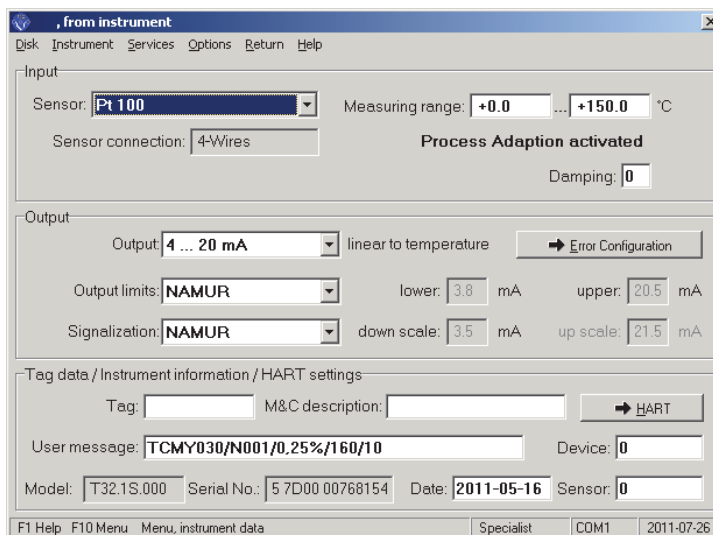 , from instrument
Disk Instrument Services Options Return Help
Input
Sensor: Pt 100 Measuring range: +0.0 ... +150.0 °C
Sensor connection: 4-Wires Process Adaption activated
Damping: 0
Output
Output: 4 ... 20 mA linear to temperature Error Configuration
Output limits: NAMUR lower: 3.8 mA upper: 20.5 mA
Signalization: NAMUR down scale: 3.5 mA up scale: 21.5 mA
Tag data / Instrument information / HART settings
Tag: M&C description: HART
User message: TCMY030/N001/0,25%/160/10 Device: 0
Model: T32.1S.000 Serial No.: 5 7D00 00768154 Date: 2011-05-16 Sensor: 0
F1 Help F10 Menu Menu, instrument data Specialist COM1 2011-07-26